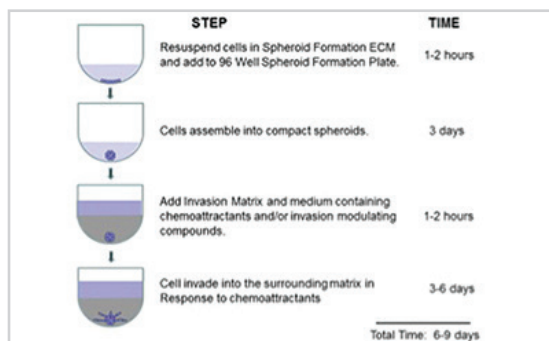 STEP TIME
Resuspend cells in Spheroid Formation ECM
and add to 96 Well Spheroid Formation Plate.
1-2 hours
Cells assemble into compact spheroids.
3 days
Add Invasion Matrix and medium containing
chemoattractants and/or invasion modulating
compounds.
1-2 hours
Cell invade into the surrounding matrix in
Response to chemoattractants
3-6 days
Total Time: 6-9 days